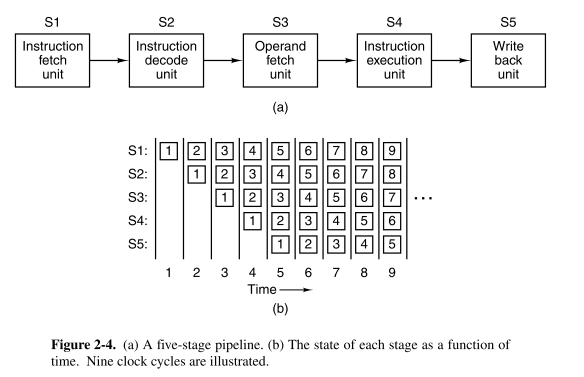 S1 S2 S3 S4 S5
Instruction fetch unit
Instruction decode unit
Operand fetch unit
Instruction execution unit
Write back unit
(a)
S1: 1 2 3 4 5 6 7 8 9
S2: 1 2 3 4 5 6 7 8
S3: 1 2 3 4 5 6 7 ...
S4: 1 2 3 4 5 6
S5: 1 2 3 4 5
1 2 3 4 5 6 7 8 9
Time
(b)
Figure 2-4. (a) A five-stage pipeline. (b) The state of each stage as a function of
time. Nine clock cycles are illustrated.